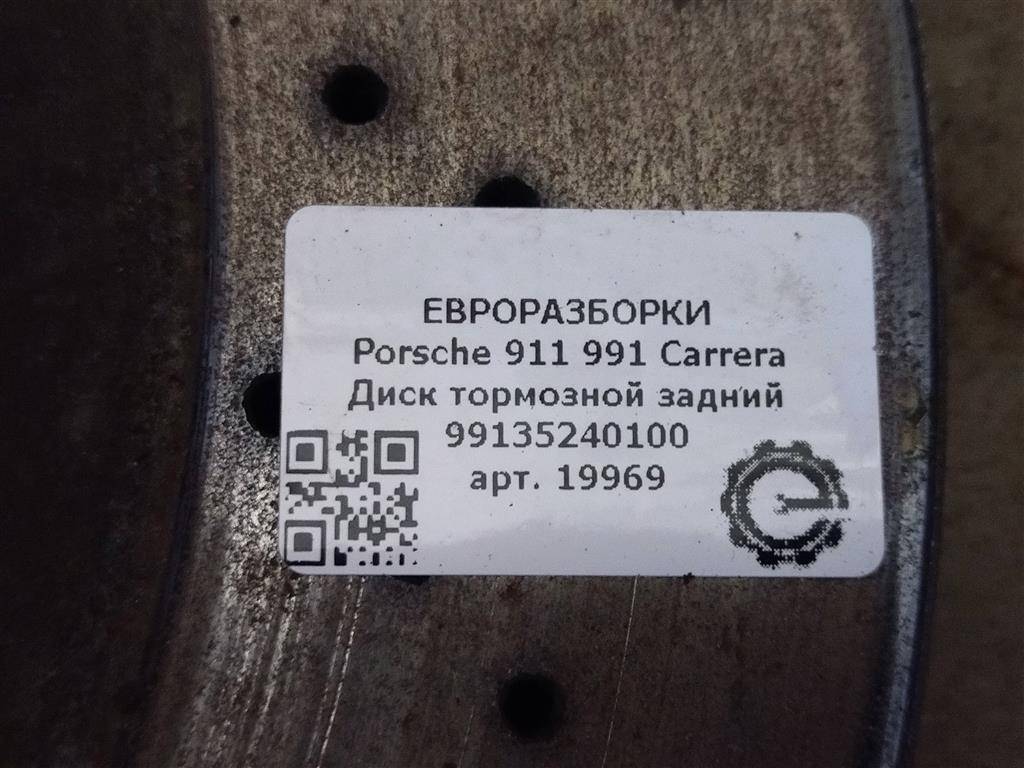 ЕВРОРАЗБОРКИ
Porsche 911 991 Carrera
Диск тормозной задний
99135240100
арт. 19969